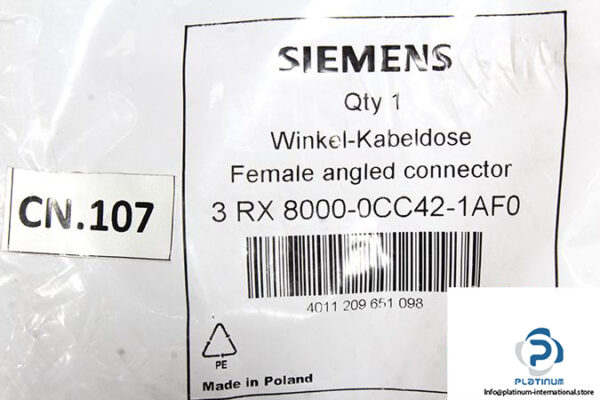 SIEMENS
Qty 1
Winkel-Kabeldose
Female angled connector
3 RX 8000-0CC42-1AF0
CN.107
4011 209 651 098
PE
Made in Poland
PLATINUM
Info@platinum-international.store